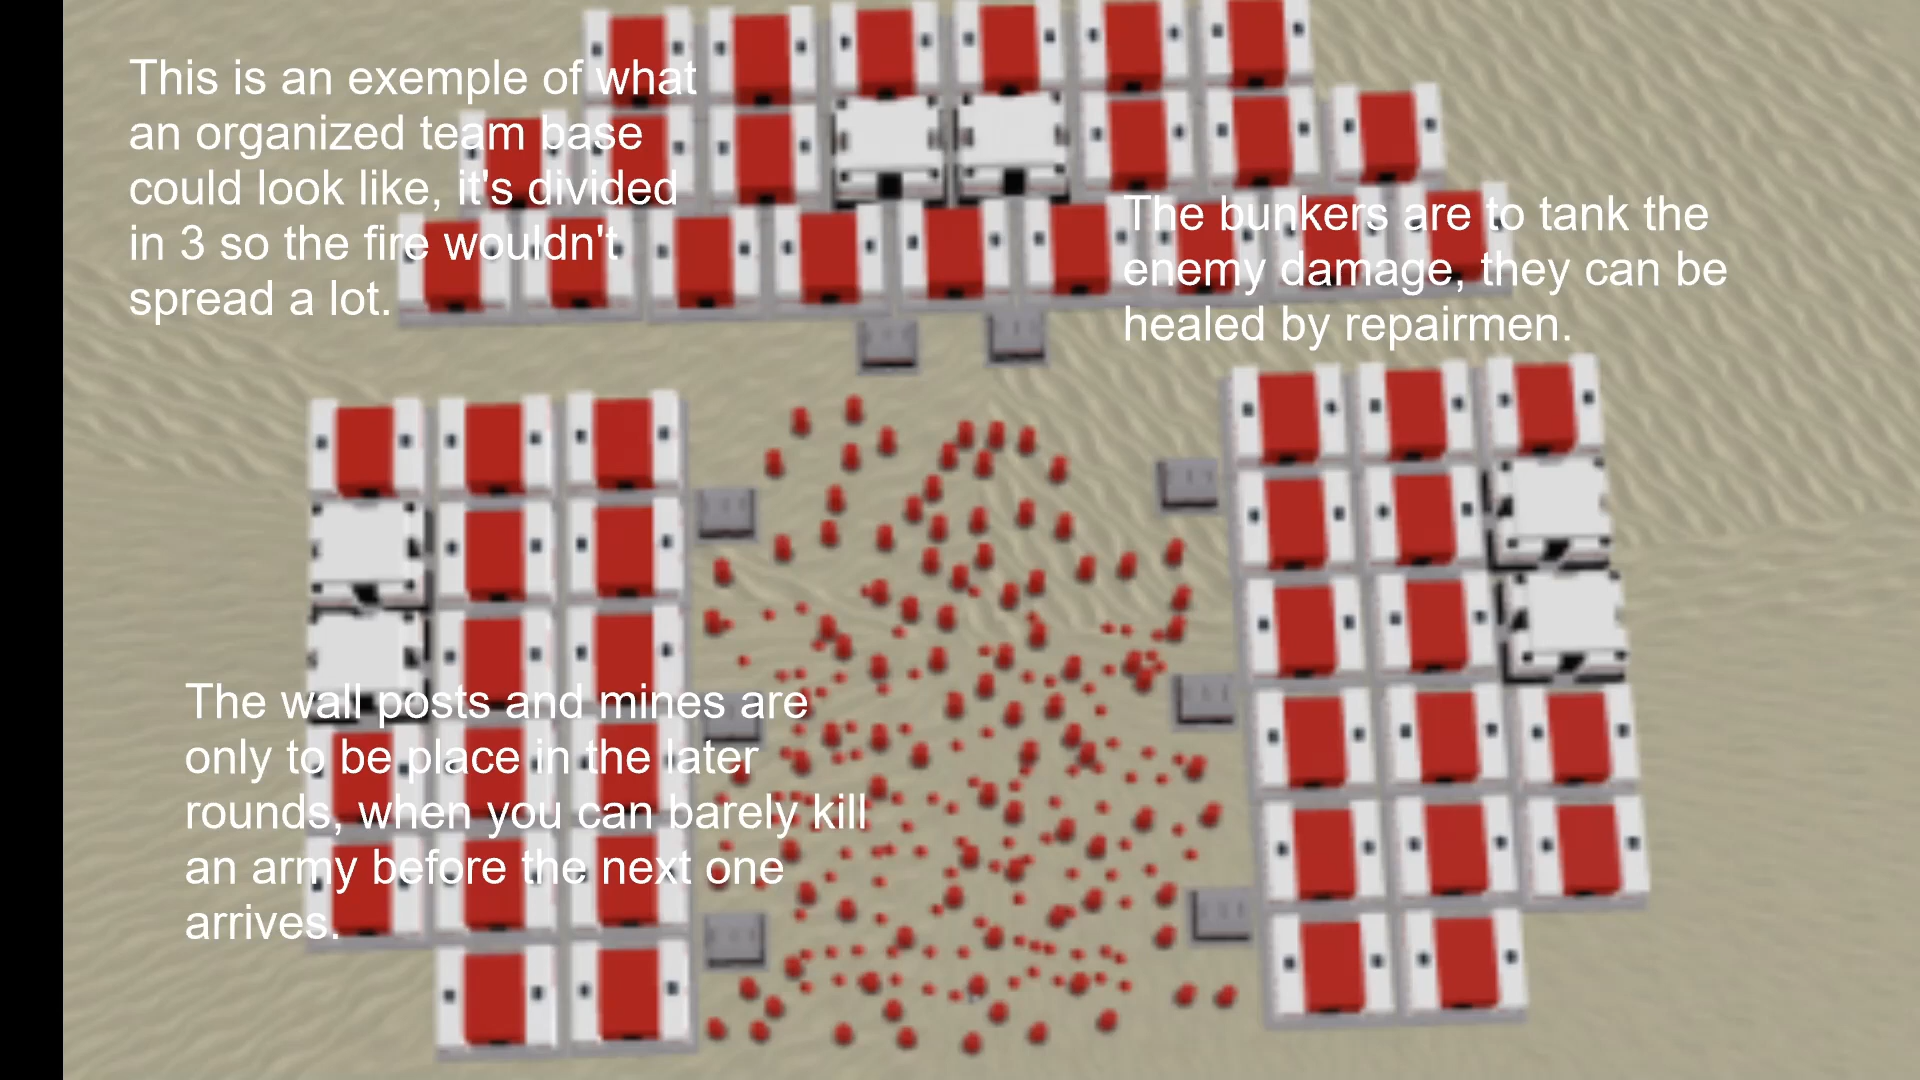 This is an exemple of what
an organized team base
could look like, it's divided
in 3 so the fire wouldn't
spread a lot.
The bunkers are to tank the
enemy damage, they can be
healed by repairmen.
The wall posts and mines are
only to be place in the later
rounds, when you can barely kill
an army before the next one
arrives.